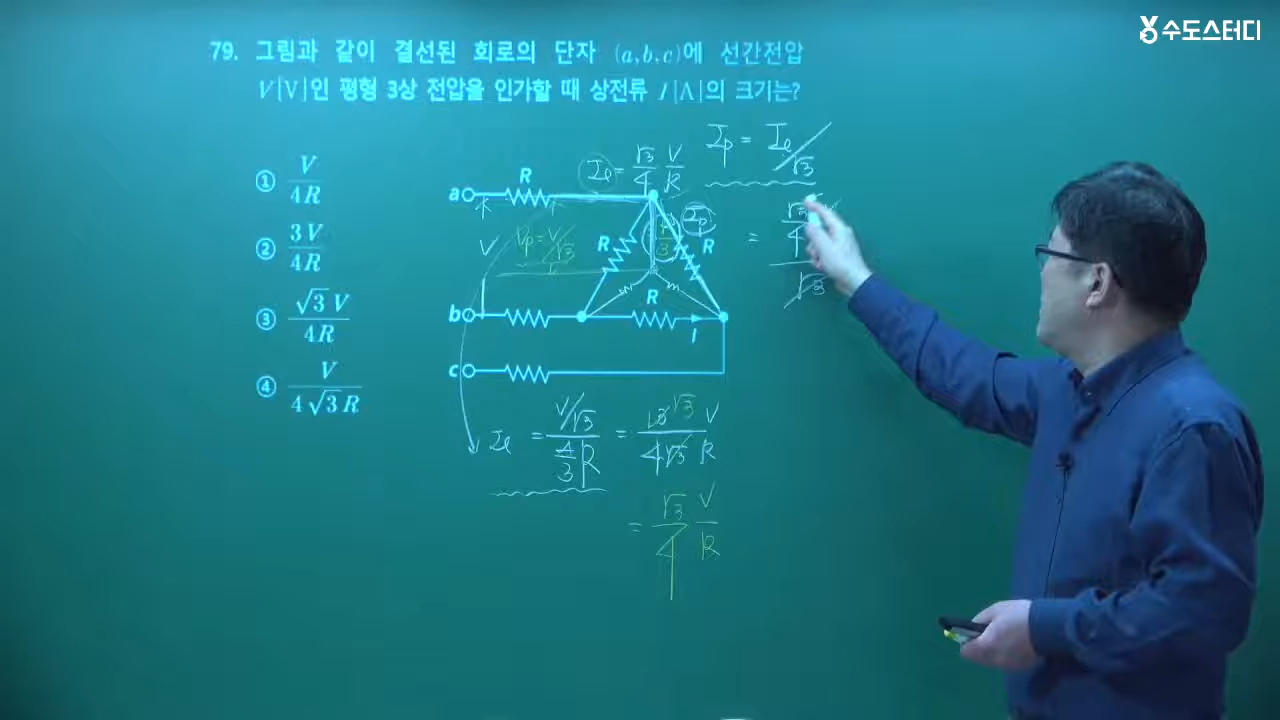 수도스터디
79. 그림과 같이 결선된 회로의 단자 (a,b,c)에 선간전압
V[V]인 평형 3상 전압을 인가할 때 상전류 I[A]의 크기는?
① V/4R
② 3V/4R
③ √3V/4R
④ V/4√3R
a R
R R
b R I
c
V Vp = V/√3
Iℓ = √3/4 V/R
Ip
Ip = Iℓ/√3
= √3/4 / √3
Iℓ = V/√3 / 4/3 R = 3√3 / 4√3 V/R
= √3/4 V/R